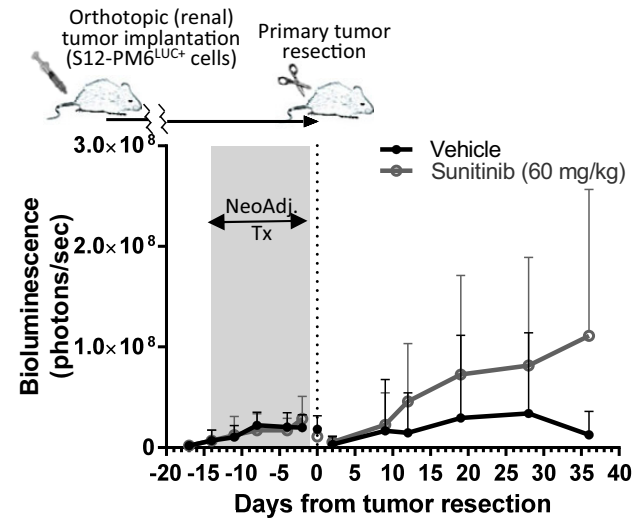 Orthotopic (renal)
tumor implantation
(S12-PM6LUC+ cells)
Primary tumor
resection
Vehicle
Sunitinib (60 mg/kg)
NeoAdj.
Tx
Bioluminescence
(photons/sec)
3.0×10⁸
2.0×10⁸
1.0×10⁸
0
-20 -15 -10 -5 0 5 10 15 20 25 30 35 40
Days from tumor resection